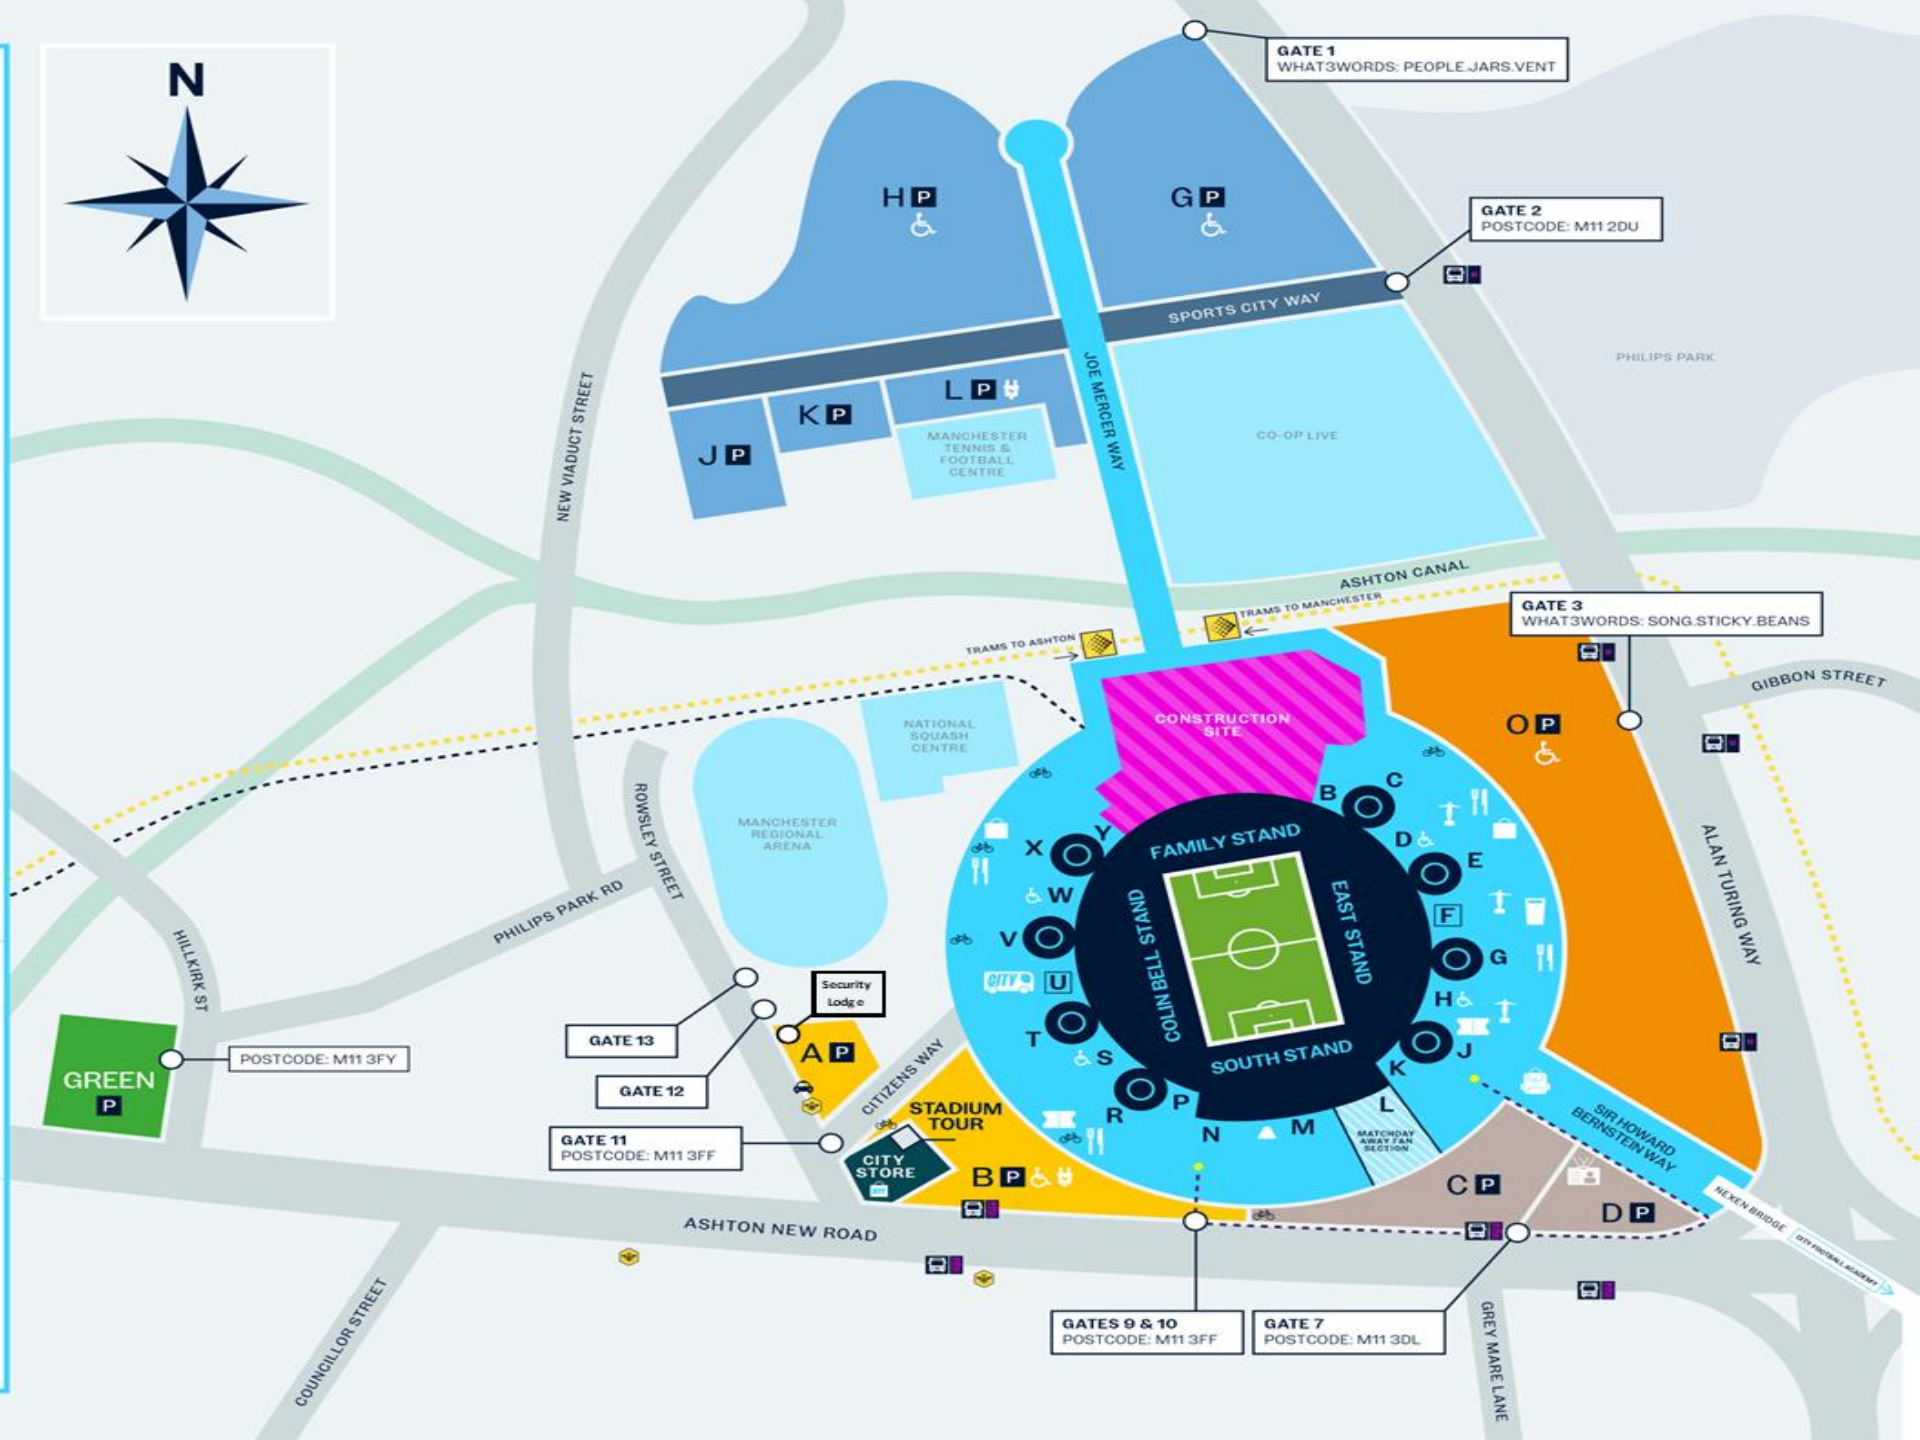 N
GATE 1
WHAT3WORDS: PEOPLE.JARS.VENT
H P
G P
GATE 2
POSTCODE: M11 2DU
SPORTS CITY WAY
PHILIPS PARK
JOE MERCER WAY
NEW VIADUCT STREET
L P
K P
J P
MANCHESTER
TENNIS &
FOOTBALL
CENTRE
CO-OP LIVE
ASHTON CANAL
TRAMS TO MANCHESTER
TRAMS TO ASHTON
GATE 3
WHAT3WORDS: SONG.STICKY.BEANS
GIBBON STREET
O P
CONSTRUCTION
SITE
NATIONAL
SQUASH
CENTRE
MANCHESTER
REGIONAL
ARENA
ROWSLEY STREET
ALAN TURING WAY
PHILIPS PARK RD
HILLKIRK ST
B
C
D
E
F
G
H
J
K
L
M
N
P
R
S
T
U
V
W
X
Y
FAMILY STAND
EAST STAND
COLIN BELL STAND
SOUTH STAND
CITY
MATCHDAY
AWAY FAN
SECTION
Security
Lodge
GATE 13
GATE 12
GATE 11
POSTCODE: M11 3FF
A P
CITIZENS WAY
STADIUM
TOUR
CITY
STORE
B P
POSTCODE: M11 3FY
GREEN
P
C P
D P
SIR HOWARD
BERNSTEIN WAY
NEXEN BRIDGE
CITY FOOTBALL ACADEMY
ASHTON NEW ROAD
COUNCILLOR STREET
GATES 9 & 10
POSTCODE: M11 3FF
GATE 7
POSTCODE: M11 3DL
GREY MARE LANE